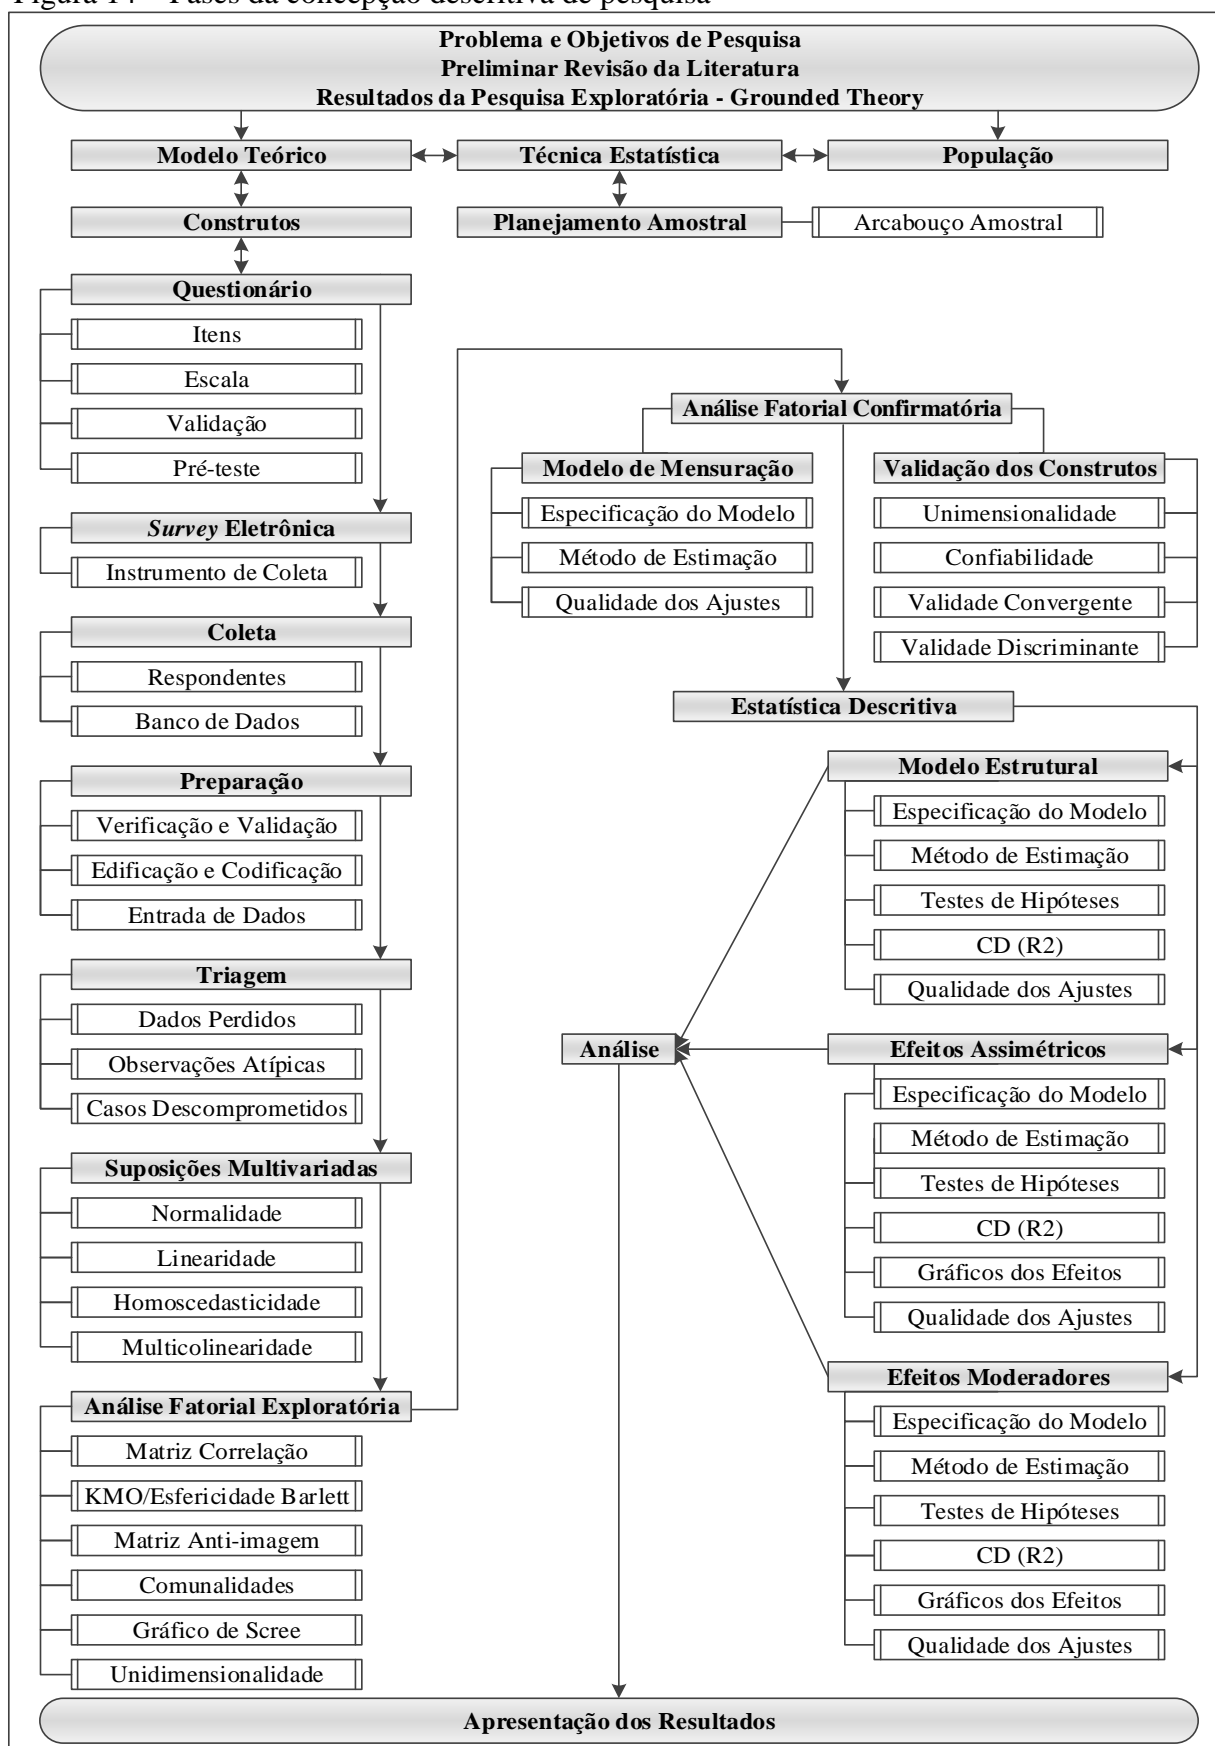 Figura 14 – Fases da concepção descritiva de pesquisa
Problema e Objetivos de Pesquisa
Preliminar Revisão da Literatura
Resultados da Pesquisa Exploratória - Grounded Theory
Modelo Teórico
Técnica Estatística
População
Construtos
Planejamento Amostral
Arcabouço Amostral
Questionário
Itens
Escala
Validação
Pré-teste
Survey Eletrônica
Instrumento de Coleta
Coleta
Respondentes
Banco de Dados
Preparação
Verificação e Validação
Edificação e Codificação
Entrada de Dados
Triagem
Dados Perdidos
Observações Atípicas
Casos Descomprometidos
Suposições Multivariadas
Normalidade
Linearidade
Homoscedasticidade
Multicolinearidade
Análise Fatorial Exploratória
Matriz Correlação
KMO/Esfericidade Barlett
Matriz Anti-imagem
Comunalidades
Gráfico de Scree
Unidimensionalidade
Análise Fatorial Confirmatória
Modelo de Mensuração
Especificação do Modelo
Método de Estimação
Qualidade dos Ajustes
Validação dos Construtos
Unimensionalidade
Confiabilidade
Validade Convergente
Validade Discriminante
Estatística Descritiva
Modelo Estrutural
Especificação do Modelo
Método de Estimação
Testes de Hipóteses
CD (R2)
Qualidade dos Ajustes
Análise
Efeitos Assimétricos
Especificação do Modelo
Método de Estimação
Testes de Hipóteses
CD (R2)
Gráficos dos Efeitos
Qualidade dos Ajustes
Efeitos Moderadores
Especificação do Modelo
Método de Estimação
Testes de Hipóteses
CD (R2)
Gráficos dos Efeitos
Qualidade dos Ajustes
Apresentação dos Resultados